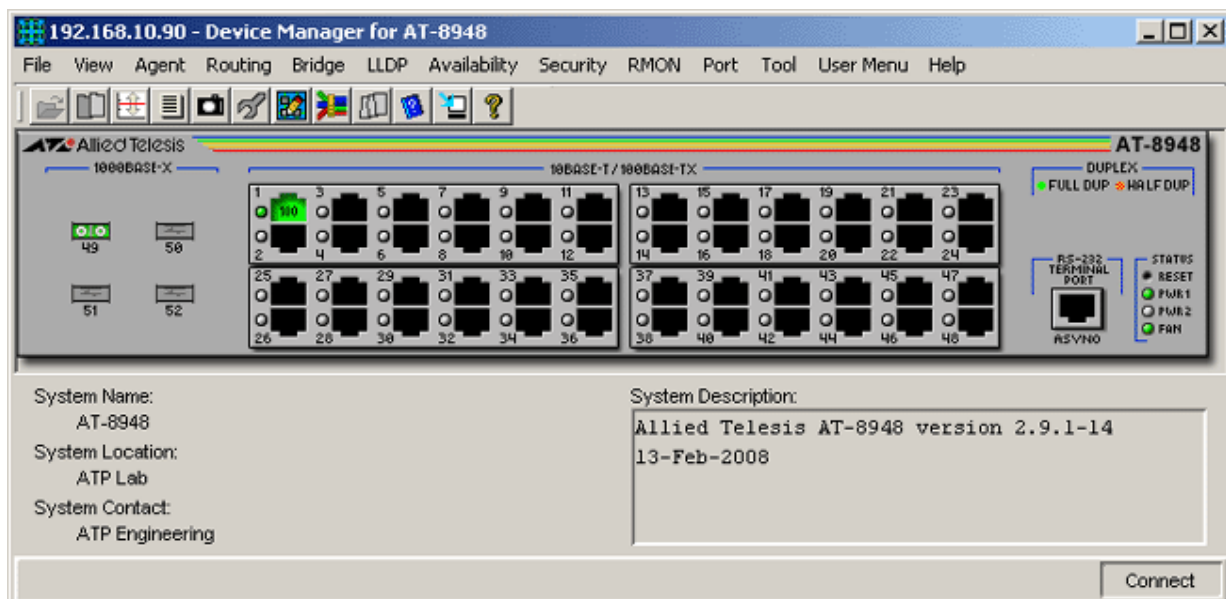 192.168.10.90 - Device Manager for AT-8948
File View Agent Routing Bridge LLDP Availability Security RMON Port Tool User Menu Help
Allied Telesis
AT-8948
1000BASE-X
10BASE-T/100BASE-TX
DUPLEX
FULL DUP HALF DUP
1 3 5 7 9 11 13 15 17 19 21 23
100
49 50
2 4 6 8 10 12 14 16 18 20 22 24
25 27 29 31 33 35 37 39 41 43 45 47
51 52
26 28 30 32 34 36 38 40 42 44 46 48
RS-232
TERMINAL
PORT
ASYN0
STATUS
RESET
PWR1
PWR2
FAN
System Name:
AT-8948
System Location:
ATP Lab
System Contact:
ATP Engineering
System Description:
Allied Telesis AT-8948 version 2.9.1-14
13-Feb-2008
Connect